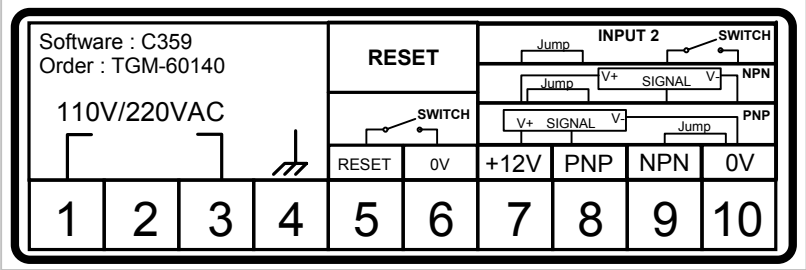 Software : C359
Order : TGM-60140
110V/220VAC
RESET
SWITCH
RESET 0V
INPUT 2
Jump SWITCH
V+ SIGNAL V- NPN
Jump
V+ SIGNAL V- PNP
Jump
+12V PNP NPN 0V
1 2 3 4 5 6 7 8 9 10